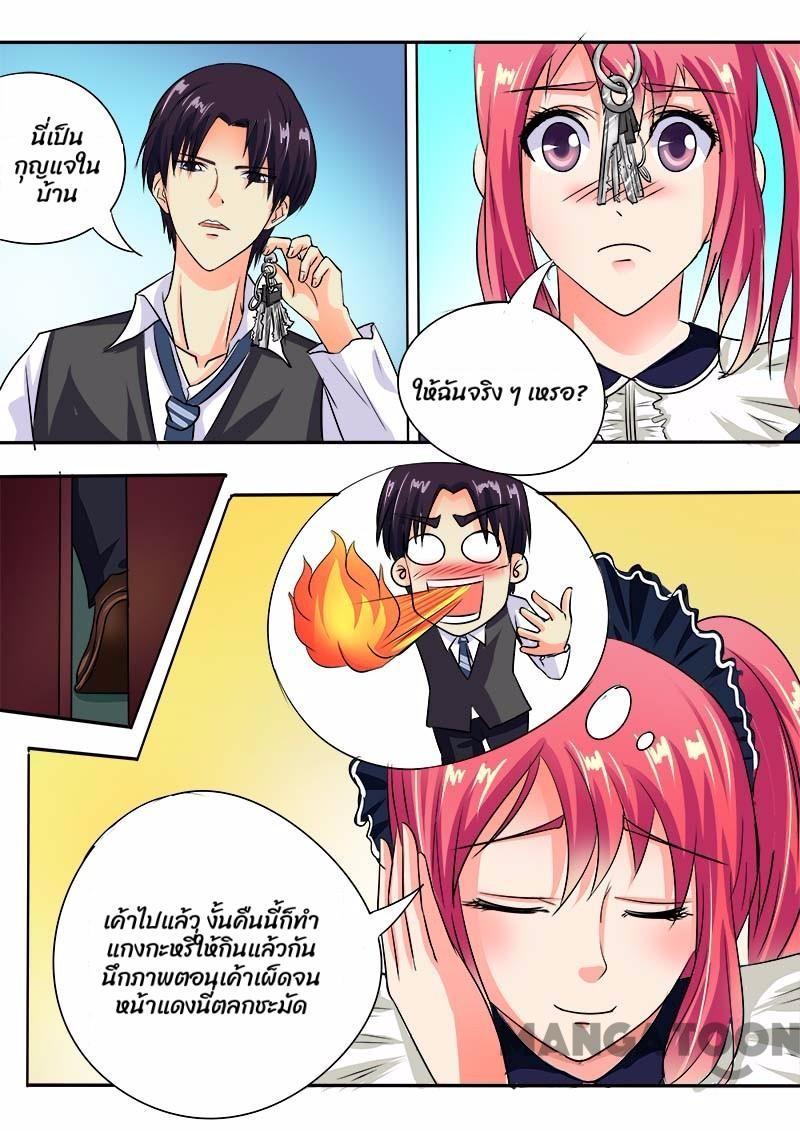 นี่เป็น
กุญแจใน
บ้าน
ให้ฉันจริง ๆ เหรอ?
เค้าไปแล้ว งั้นคืนนี้ก็ทำ
แกงกะหรี่ให้กินแล้วกัน
นึกภาพตอนเค้าเผ็ดจน
หน้าแดงนี่ตลกชะมัด
MANGATOON